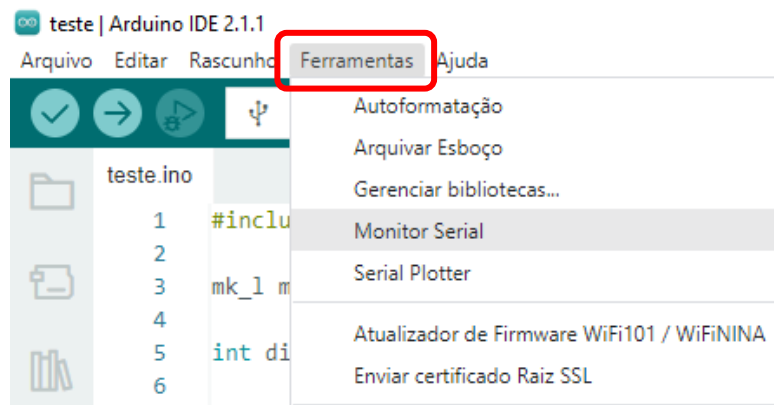 teste | Arduino IDE 2.1.1
Arquivo Editar Rascunho Ferramentas Ajuda
Autoformatação
Arquivar Esboço
teste.ino
Gerenciar bibliotecas...
1 #inclu
Monitor Serial
2
Serial Plotter
3 mk_l m
4
Atualizador de Firmware WiFi101 / WiFiNINA
5 int di
Enviar certificado Raiz SSL
6